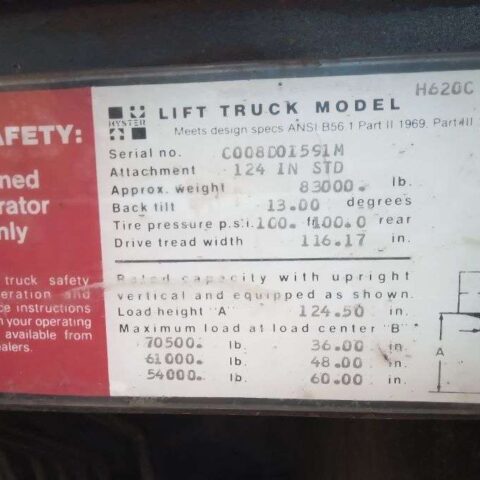 AFETY:
ned
rator
nly
truck safety
eration and
ce instructions
n your operating
available from
ealers.
H620C
HYSTER
LIFT TRUCK MODEL
Meets design specs ANSI B56.1 Part II 1969, Part III
Serial no. C008D01591M
Attachment 124 IN STD
Approx. weight 83000. lb.
Back tilt 13.00 degrees
Tire pressure p.s.i. 100. ft 100.0 rear
Drive tread width 116.17 in.
Rated capacity with upright
vertical and equipped as shown.
Load height "A" 124.50 in.
Maximum load at load center "B"
70500. lb. 36.00 in.
61000. lb. 48.00 in.
54000. lb. 60.00 in.
A